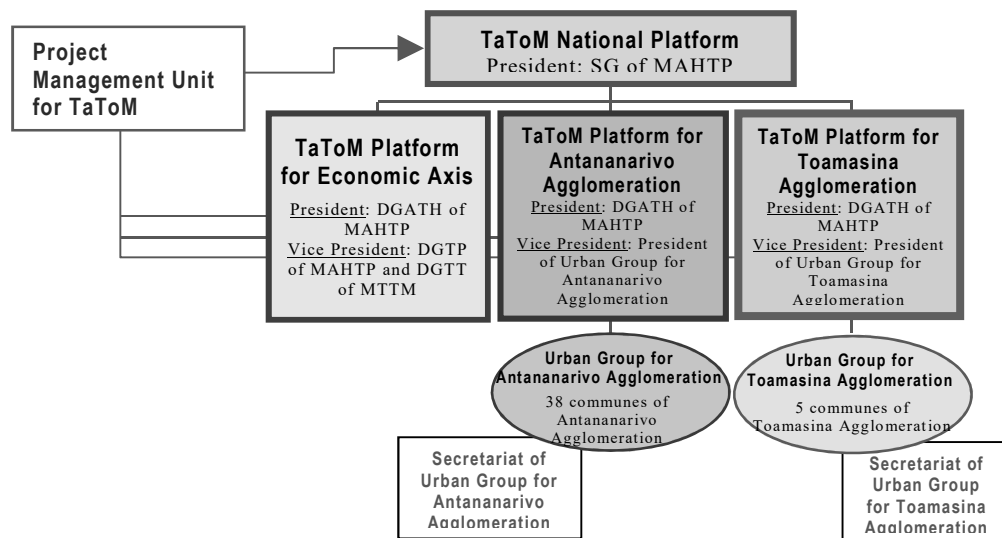 Project
Management Unit
for TaToM
TaToM National Platform
President: SG of MAHTP
TaToM Platform
for Economic Axis
President: DGATH of
MAHTP
Vice President: DGTP
of MAHTP and DGTT
of MTTM
TaToM Platform for
Antananarivo
Agglomeration
President: DGATH of
MAHTP
Vice President: President
of Urban Group for
Antananarivo
Agglomeration
TaToM Platform for
Toamasina
Agglomeration
President: DGATH of
MAHTP
Vice President: President
of Urban Group for
Toamasina
Agglomeration
Urban Group for
Antananarivo Agglomeration
38 communes of
Antananarivo
Agglomeration
Urban Group for
Toamasina Agglomeration
5 communes of
Toamasina Agglomeration
Secretariat of
Urban Group for
Antananarivo
Agglomeration
Secretariat of
Urban Group
for Toamasina
Agglomeration